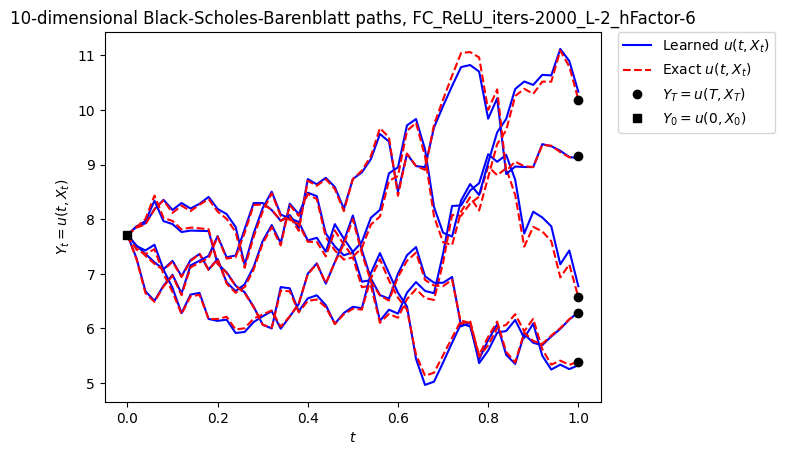 10-dimensional Black-Scholes-Barenblatt paths, FC_ReLU_iters-2000_L-2_hFactor-6
Learned u(t, X_t)
Exact u(t, X_t)
Y_T = u(T, X_T)
Y_0 = u(0, X_0)
Y_t = u(t, X_t)
11
10
9
8
7
6
5
0.0 0.2 0.4 0.6 0.8 1.0
t